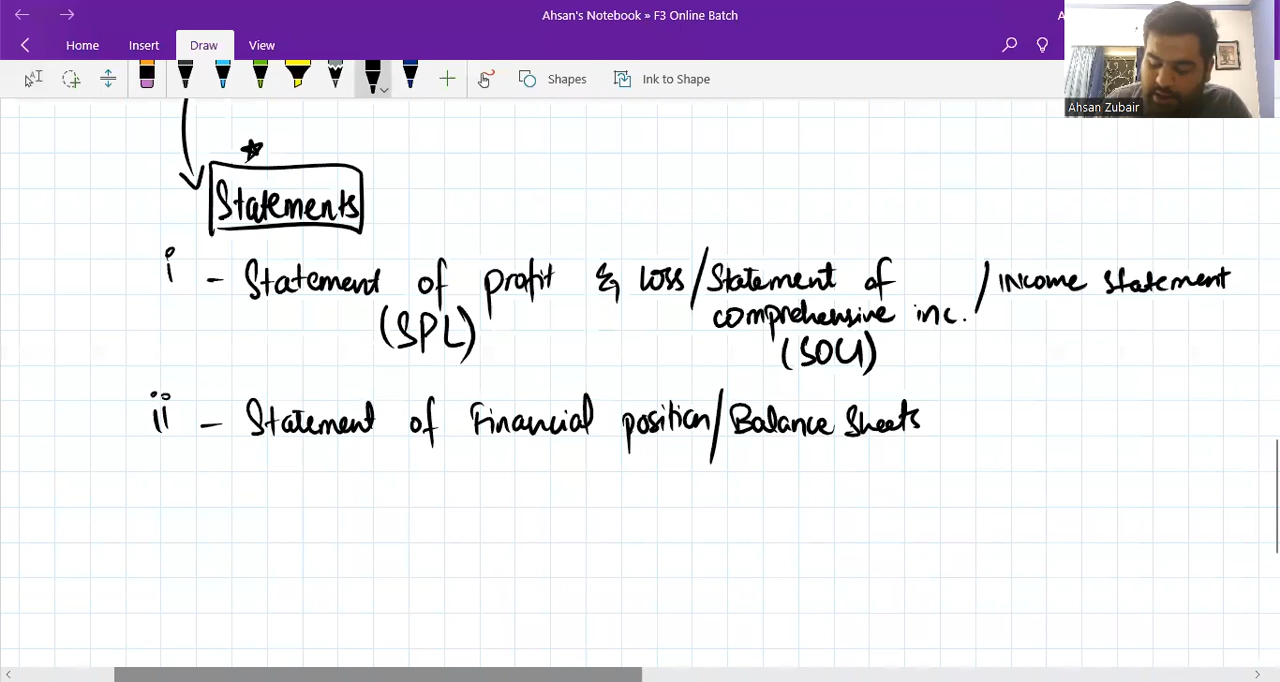 Ahsan's Notebook » F3 Online Batch
A
Home Insert Draw View
Shapes Ink to Shape
Ahsan Zubair
Statements
i - Statement of profit & loss / Statement of comprehensive inc. / Income Statement
(SPL) (SOCI)
ii - Statement of Financial position / Balance Sheets